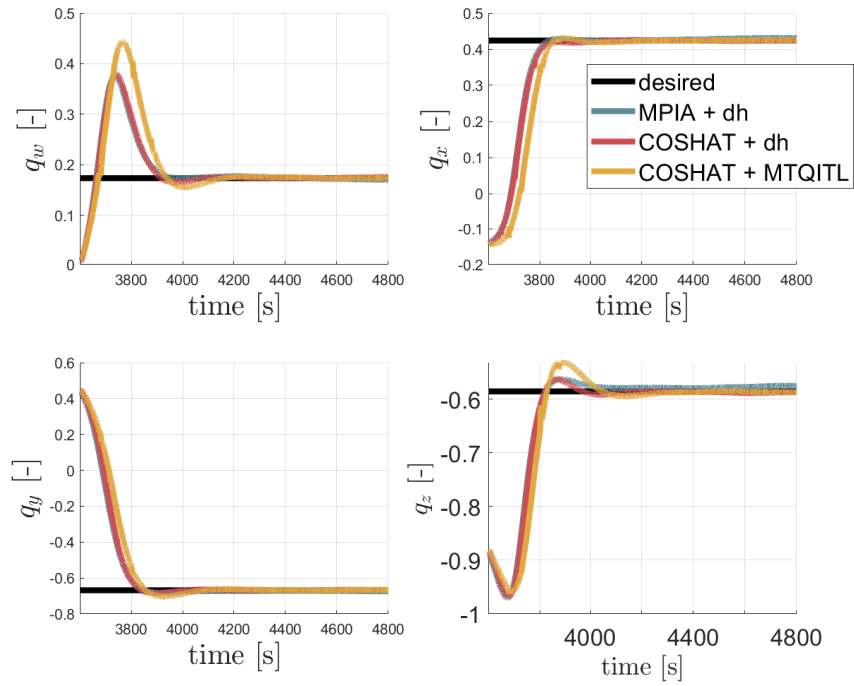 0.5
0.4
0.3
0.2
0.1
0
q_w [-]
3800 4000 4200 4400 4600 4800
time [s]
0.5
0.4
0.3
0.2
0.1
0
-0.1
-0.2
q_x [-]
3800 4000 4200 4400 4600 4800
time [s]
desired
MPIA + dh
COSHAT + dh
COSHAT + MTQITL
0.6
0.4
0.2
0
-0.2
-0.4
-0.6
-0.8
q_y [-]
3800 4000 4200 4400 4600 4800
time [s]
-0.6
-0.7
-0.8
-0.9
-1
q_z [-]
4000 4400 4800
time [s]